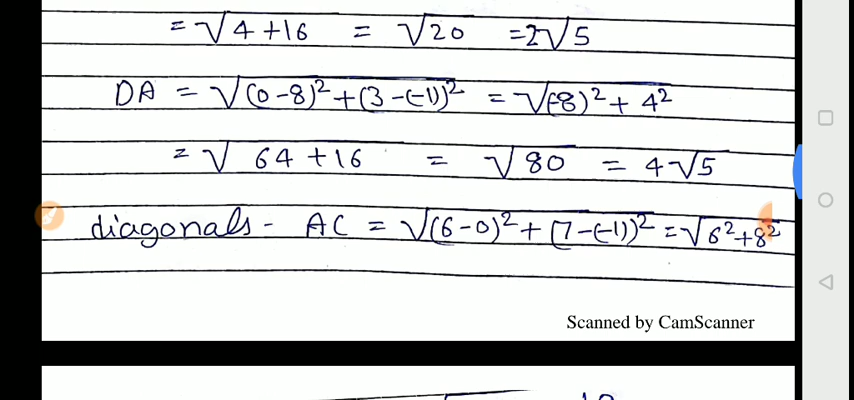 = √4+16 = √20 = 2√5
DA = √(0-8)²+(3-(-1))² = √(-8)²+4²
= √64+16 = √80 = 4√5
diagonals - AC = √(6-0)²+(7-(-1))² = √6²+8²
Scanned by CamScanner